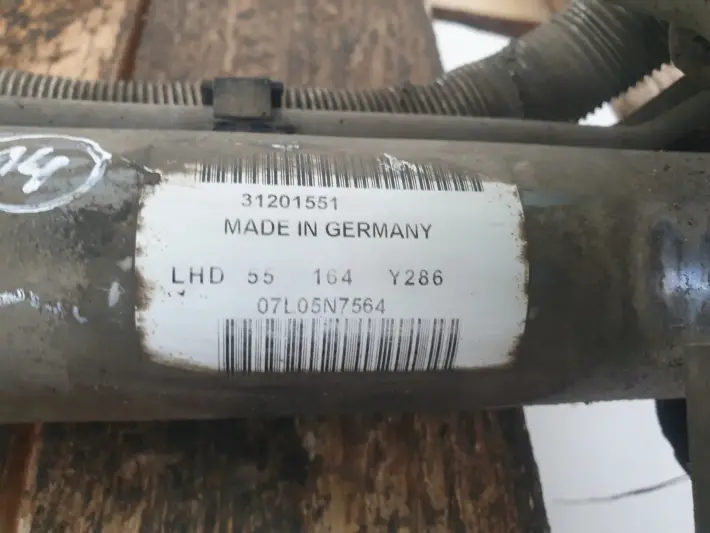 31201551
MADE IN GERMANY
LHD 55 164 Y286
07L05N7564